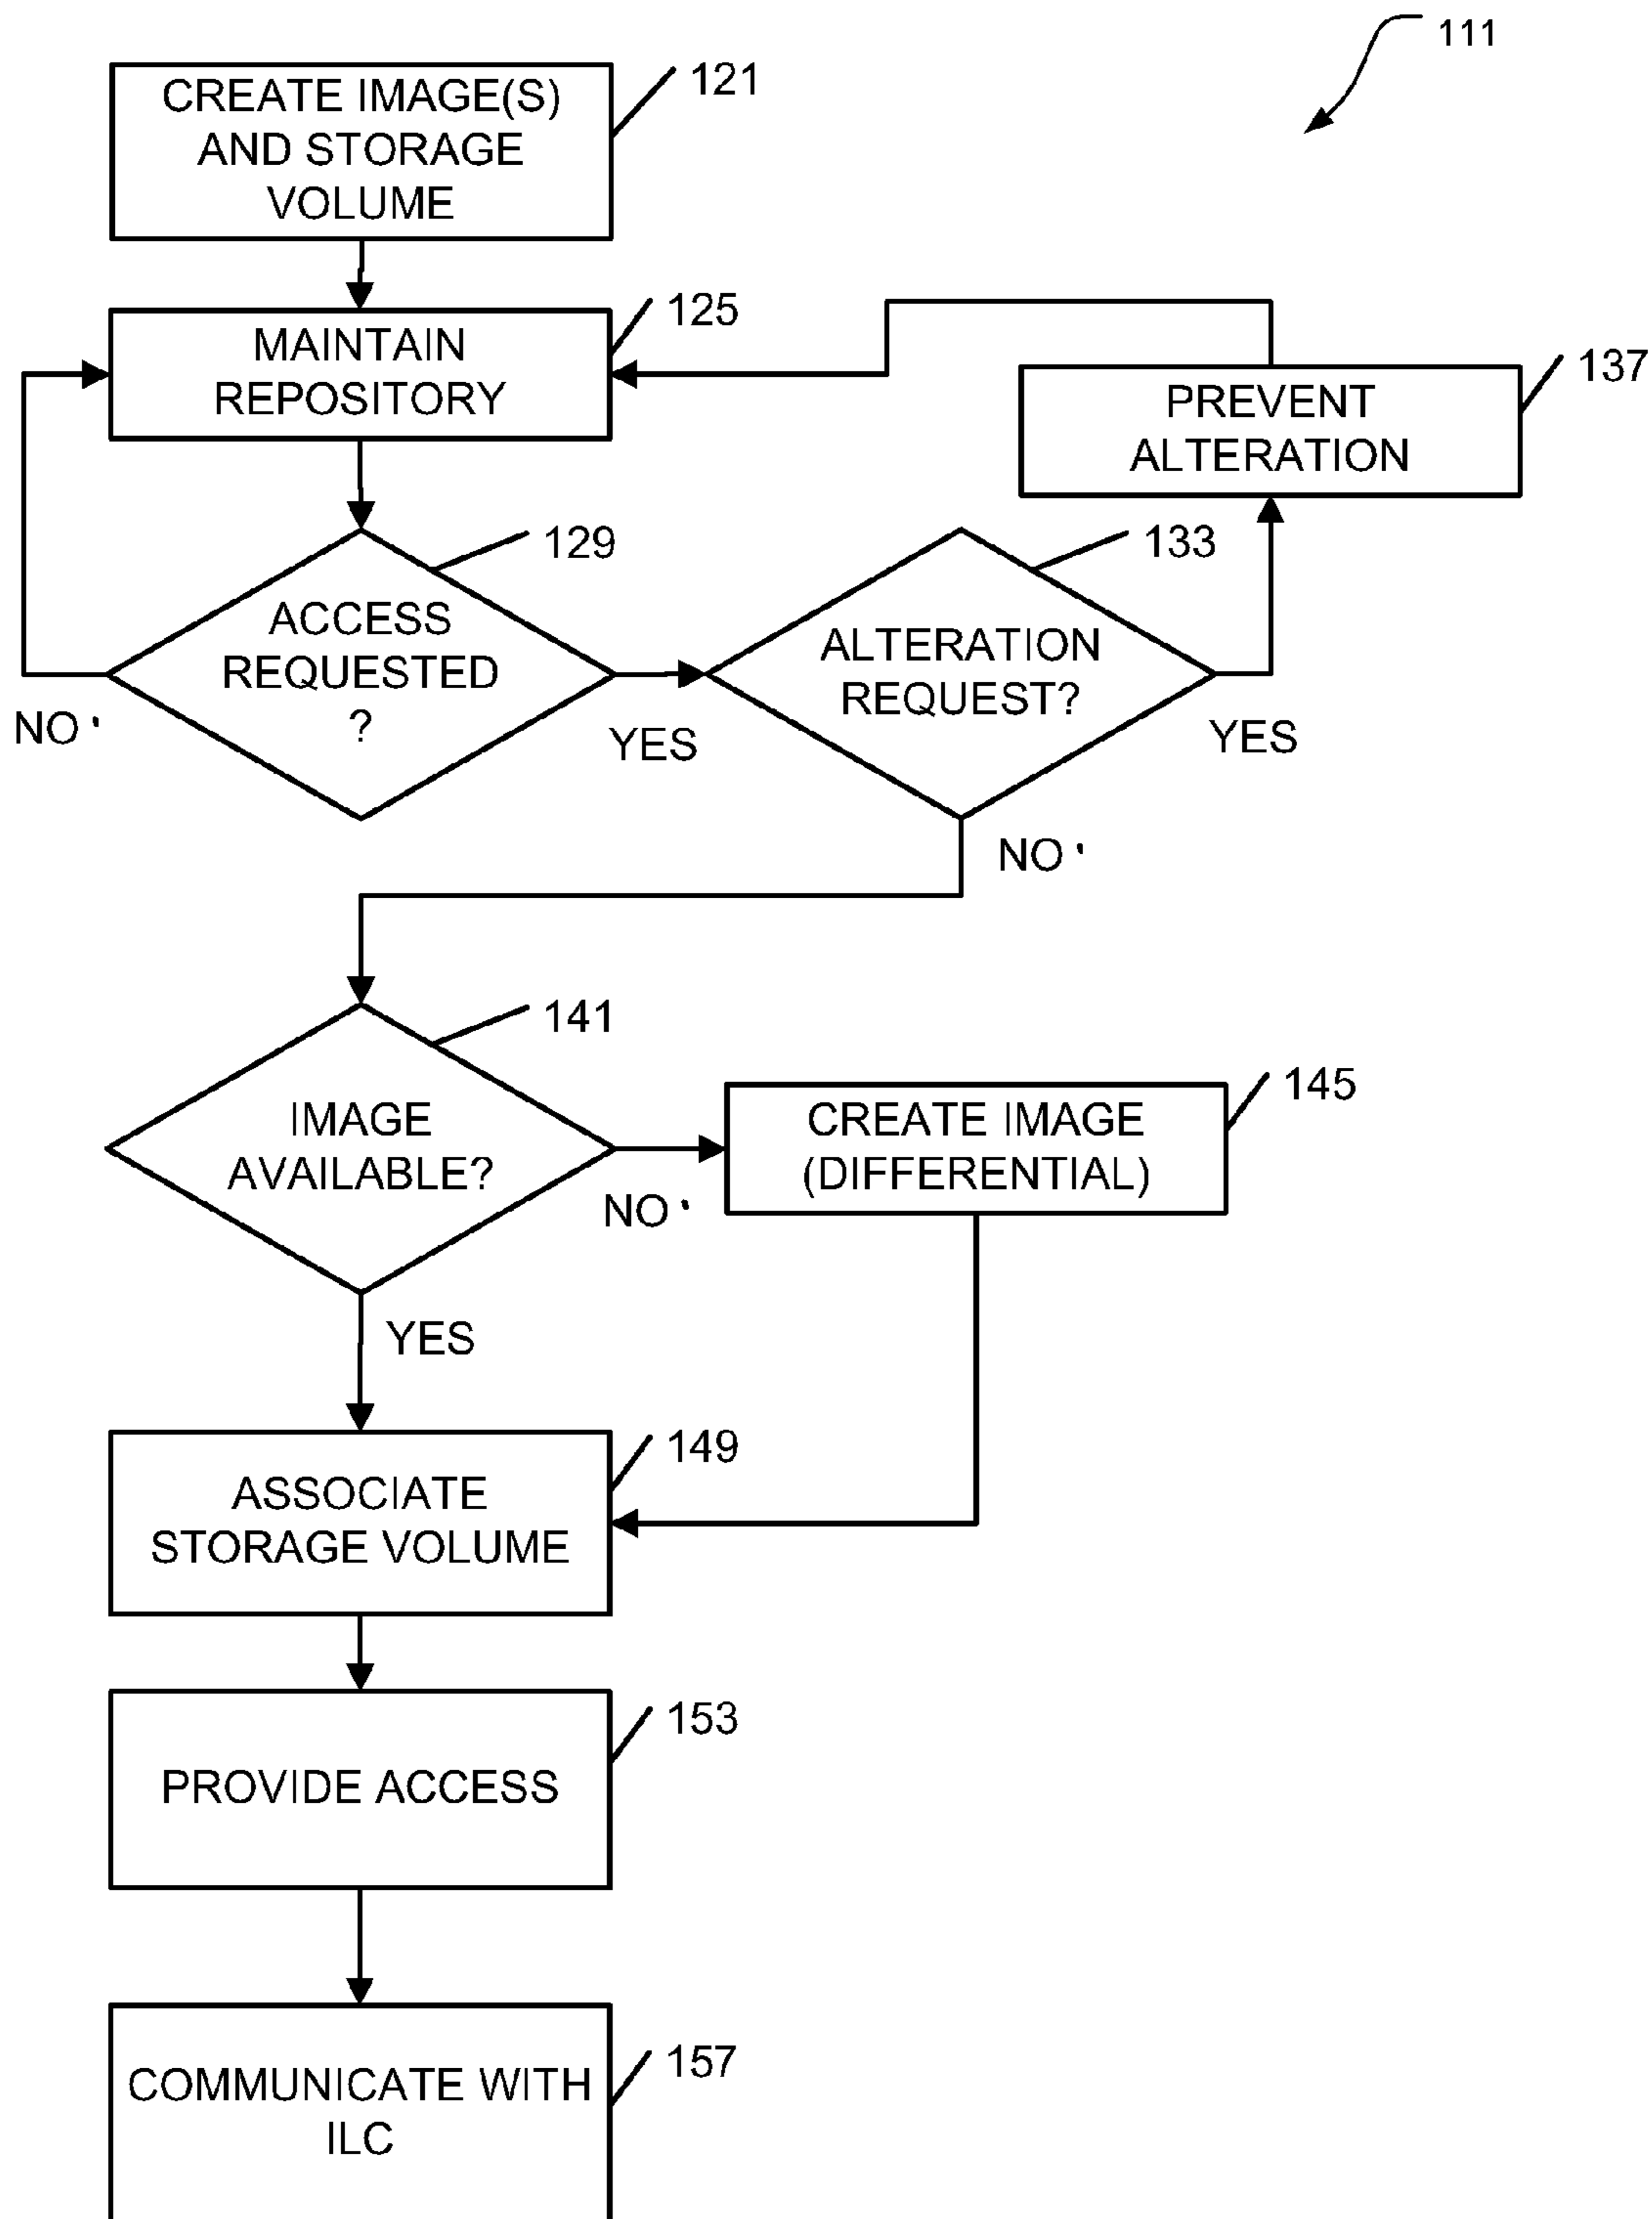 111
CREATE IMAGE(S)
AND STORAGE
VOLUME
121
MAINTAIN
REPOSITORY
125
PREVENT
ALTERATION
137
ACCESS
REQUESTED
?
129
NO
YES
ALTERATION
REQUEST?
133
YES
NO
IMAGE
AVAILABLE?
141
NO
YES
CREATE IMAGE
(DIFFERENTIAL)
145
ASSOCIATE
STORAGE VOLUME
149
PROVIDE ACCESS
153
COMMUNICATE WITH
ILC
157